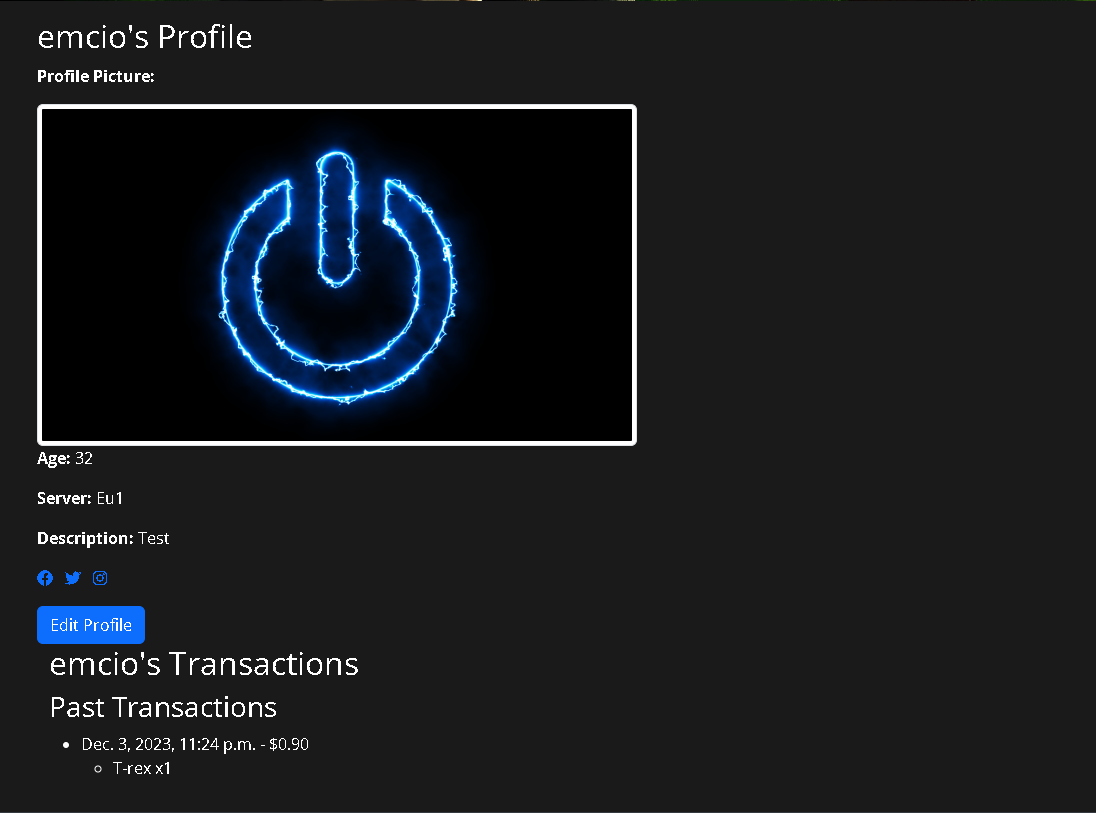 emcio's Profile
Profile Picture:
Age: 32
Server: Eu1
Description: Test
Edit Profile
emcio's Transactions
Past Transactions
Dec. 3, 2023, 11:24 p.m. - $0.90
T-rex x1